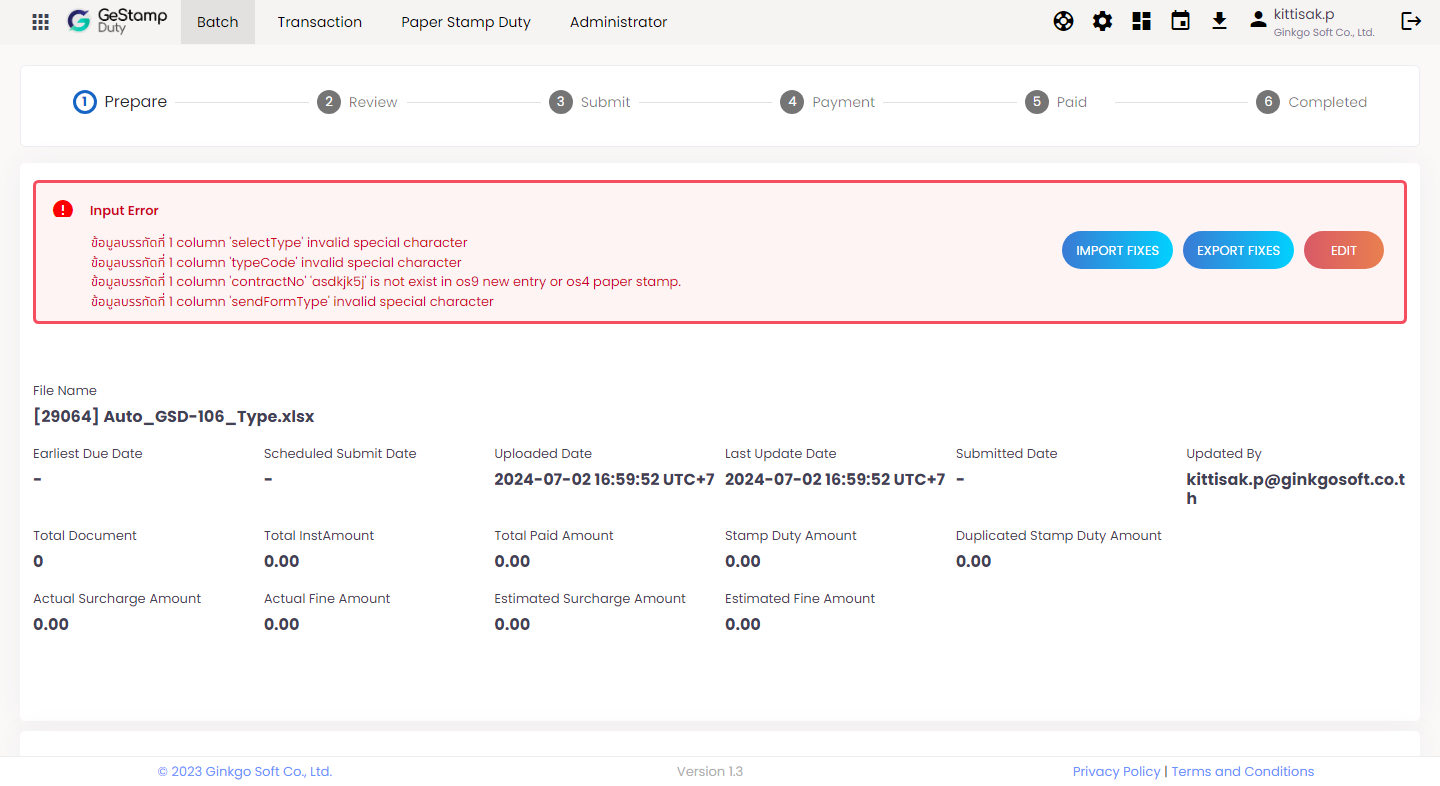 GeStamp
Duty
Batch
Transaction
Paper Stamp Duty
Administrator
kittisak.p
Ginkgo Soft Co., Ltd.
1 Prepare
2 Review
3 Submit
4 Payment
5 Paid
6 Completed
Input Error
ข้อมูลบรรทัดที่ 1 column 'selectType' invalid special character
ข้อมูลบรรทัดที่ 1 column 'typeCode' invalid special character
ข้อมูลบรรทัดที่ 1 column 'contractNo' 'asdkjk5j' is not exist in os9 new entry or os4 paper stamp.
ข้อมูลบรรทัดที่ 1 column 'sendFormType' invalid special character
IMPORT FIXES
EXPORT FIXES
EDIT
File Name
[29064] Auto_GSD-106_Type.xlsx
Earliest Due Date
-
Scheduled Submit Date
-
Uploaded Date
2024-07-02 16:59:52 UTC+7
Last Update Date
2024-07-02 16:59:52 UTC+7
Submitted Date
-
Updated By
kittisak.p@ginkgosoft.co.t
h
Total Document
0
Total InstAmount
0.00
Total Paid Amount
0.00
Stamp Duty Amount
0.00
Duplicated Stamp Duty Amount
0.00
Actual Surcharge Amount
0.00
Actual Fine Amount
0.00
Estimated Surcharge Amount
0.00
Estimated Fine Amount
0.00
© 2023 Ginkgo Soft Co., Ltd.
Version 1.3
Privacy Policy | Terms and Conditions